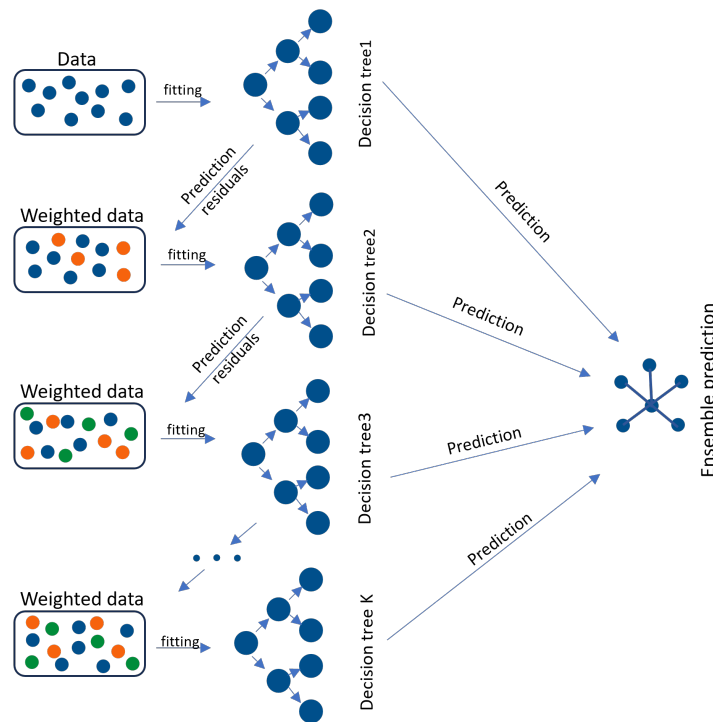 Data
fitting
Decision tree1
Prediction
residuals
Prediction
Weighted data
fitting
Decision tree2
Prediction
residuals
Prediction
Weighted data
fitting
Decision tree3
Prediction
Ensemble prediction
Weighted data
fitting
Decision tree K
Prediction